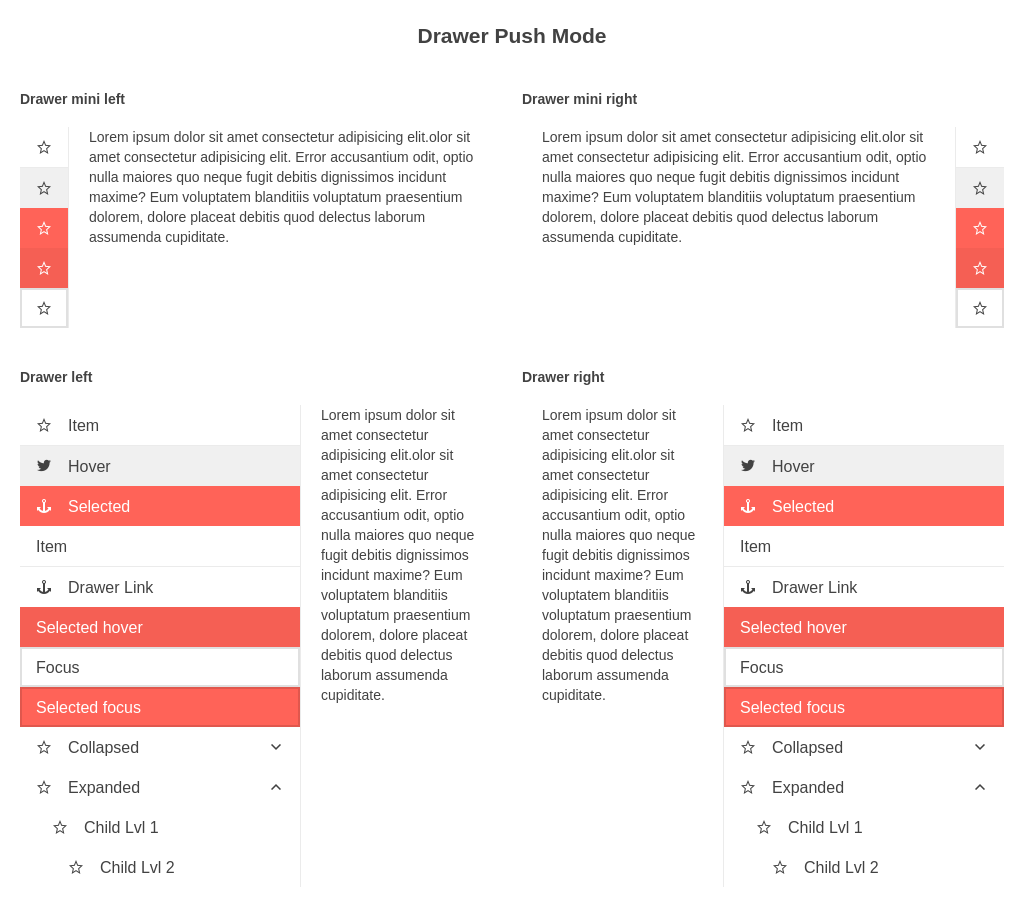 Drawer Push Mode
Drawer mini left
Lorem ipsum dolor sit amet consectetur adipisicing elit.olor sit
amet consectetur adipisicing elit. Error accusantium odit, optio
nulla maiores quo neque fugit debitis dignissimos incidunt
maxime? Eum voluptatem blanditiis voluptatum praesentium
dolorem, dolore placeat debitis quod delectus laborum
assumenda cupiditate.
Drawer mini right
Lorem ipsum dolor sit amet consectetur adipisicing elit.olor sit
amet consectetur adipisicing elit. Error accusantium odit, optio
nulla maiores quo neque fugit debitis dignissimos incidunt
maxime? Eum voluptatem blanditiis voluptatum praesentium
dolorem, dolore placeat debitis quod delectus laborum
assumenda cupiditate.
Drawer left
Item
Hover
Selected
Item
Drawer Link
Selected hover
Focus
Selected focus
Collapsed
Expanded
Child Lvl 1
Child Lvl 2
Lorem ipsum dolor sit
amet consectetur
adipisicing elit.olor sit
amet consectetur
adipisicing elit. Error
accusantium odit, optio
nulla maiores quo neque
fugit debitis dignissimos
incidunt maxime? Eum
voluptatem blanditiis
voluptatum praesentium
dolorem, dolore placeat
debitis quod delectus
laborum assumenda
cupiditate.
Drawer right
Lorem ipsum dolor sit
amet consectetur
adipisicing elit.olor sit
amet consectetur
adipisicing elit. Error
accusantium odit, optio
nulla maiores quo neque
fugit debitis dignissimos
incidunt maxime? Eum
voluptatem blanditiis
voluptatum praesentium
dolorem, dolore placeat
debitis quod delectus
laborum assumenda
cupiditate.
Item
Hover
Selected
Item
Drawer Link
Selected hover
Focus
Selected focus
Collapsed
Expanded
Child Lvl 1
Child Lvl 2